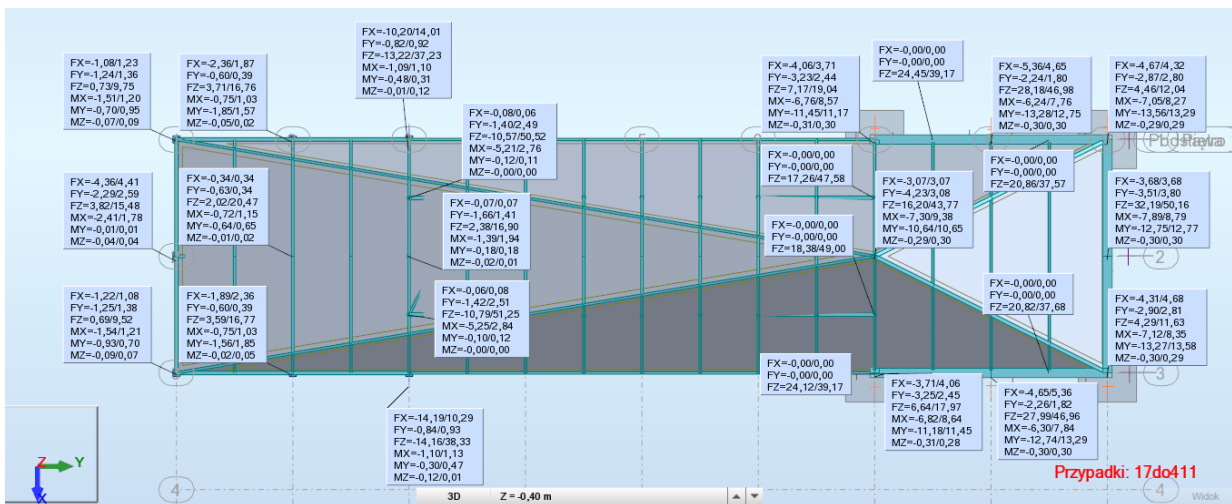 FX=-10,20/14,01
FY=-0,82/0,92
FZ=-13,22/37,23
MX=-1,09/1,10
MY=-0,48/0,31
MZ=-0,01/0,12
FX=-1,08/1,23
FY=-1,24/1,36
FZ=0,73/9,75
MX=-1,51/1,20
MY=-0,70/0,95
MZ=-0,07/0,09
FX=-2,36/1,87
FY=-0,60/0,39
FZ=3,71/16,76
MX=-0,75/1,03
MY=-1,85/1,57
MZ=-0,05/0,02
FX=-4,06/3,71
FY=-3,23/2,44
FZ=7,17/19,04
MX=-6,76/8,57
MY=-11,45/11,17
MZ=-0,31/0,30
FX=-0,00/0,00
FY=-0,00/0,00
FZ=24,45/39,17
FX=-5,36/4,65
FY=-2,24/1,80
FZ=28,18/46,98
MX=-6,24/7,76
MY=-13,28/12,75
MZ=-0,30/0,30
FX=-4,67/4,32
FY=-2,87/2,80
FZ=4,46/12,04
MX=-7,05/8,27
MY=-13,56/13,29
MZ=-0,29/0,29
FX=-0,08/0,06
FY=-1,40/2,49
FZ=-10,57/50,52
MX=-5,21/2,76
MY=-0,12/0,11
MZ=-0,00/0,00
5
6
FX=-0,00/0,00
FY=-0,00/0,00
FZ=17,26/47,58
FX=-0,00/0,00
FY=-0,00/0,00
FZ=20,86/37,57
FX=-4,36/4,41
FY=-2,29/2,59
FZ=3,82/15,48
MX=-2,41/1,78
MY=-0,01/0,01
MZ=-0,04/0,04
FX=-0,34/0,34
FY=-0,63/0,34
FZ=2,02/20,47
MX=-0,72/1,15
MY=-0,64/0,65
MZ=-0,01/0,02
FX=-0,07/0,07
FY=-1,66/1,41
FZ=2,38/16,90
MX=-1,39/1,94
MY=-0,18/0,18
MZ=-0,02/0,01
FX=-0,00/0,00
FY=-0,00/0,00
FZ=18,38/49,00
FX=-3,07/3,07
FY=-4,23/3,08
FZ=16,20/43,77
MX=-7,30/9,38
MY=-10,64/10,65
MZ=-0,29/0,30
FX=-3,68/3,68
FY=-3,51/3,80
FZ=32,19/50,16
MX=-7,89/8,79
MY=-12,75/12,77
MZ=-0,30/0,30
2
FX=-1,22/1,08
FY=-1,25/1,38
FZ=0,69/9,52
MX=-1,54/1,21
MY=-0,93/0,70
MZ=-0,09/0,07
FX=-1,89/2,36
FY=-0,60/0,39
FZ=3,59/16,77
MX=-0,75/1,03
MY=-1,56/1,85
MZ=-0,02/0,05
FX=-0,06/0,08
FY=-1,42/2,51
FZ=-10,79/51,25
MX=-5,25/2,84
MY=-0,10/0,12
MZ=-0,00/0,00
FX=-0,00/0,00
FY=-0,00/0,00
FZ=20,82/37,68
FX=-4,31/4,68
FY=-2,90/2,81
FZ=4,29/11,63
MX=-7,12/8,35
MY=-13,27/13,58
MZ=-0,30/0,29
FX=-0,00/0,00
FY=-0,00/0,00
FZ=24,12/39,17
3
FX=-14,19/10,29
FY=-0,84/0,93
FZ=-14,16/38,33
MX=-1,10/1,13
MY=-0,30/0,47
MZ=-0,12/0,01
FX=-3,71/4,06
FY=-3,25/2,45
FZ=6,64/17,97
MX=-6,82/8,64
MY=-11,18/11,45
MZ=-0,31/0,28
FX=-4,65/5,36
FY=-2,26/1,82
FZ=27,99/46,96
MX=-6,30/7,84
MY=-12,74/13,29
MZ=-0,30/0,30
Przypadki: 17do411
Z
Y
X
4
4
3D
Z = -0,40 m
Widok